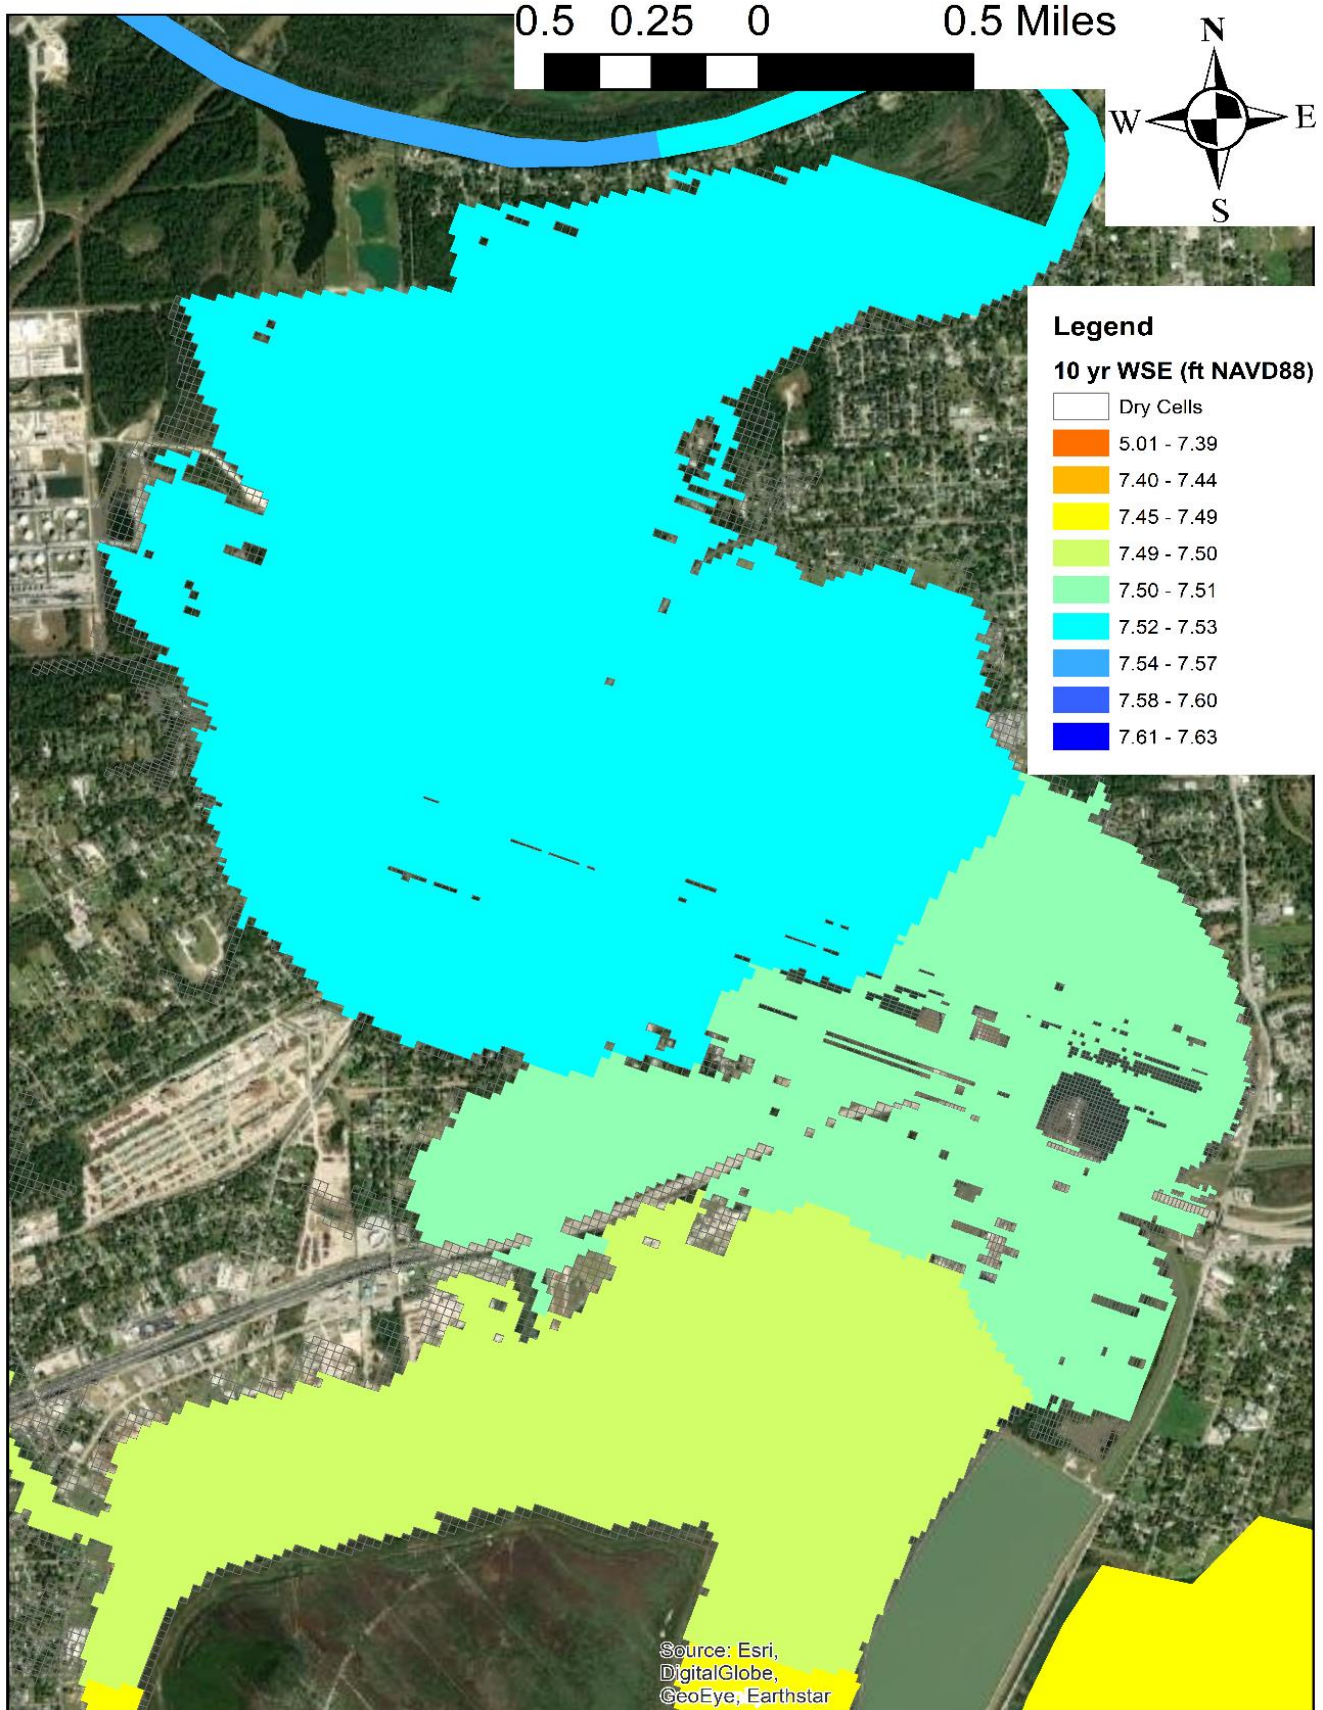 0.5 0.25 0 0.5 Miles
N
W E
S
Legend
10 yr WSE (ft NAVD88)
Dry Cells
5.01 - 7.39
7.40 - 7.44
7.45 - 7.49
7.49 - 7.50
7.50 - 7.51
7.52 - 7.53
7.54 - 7.57
7.58 - 7.60
7.61 - 7.63
Source: Esri,
DigitalGlobe,
GeoEye, Earthstar